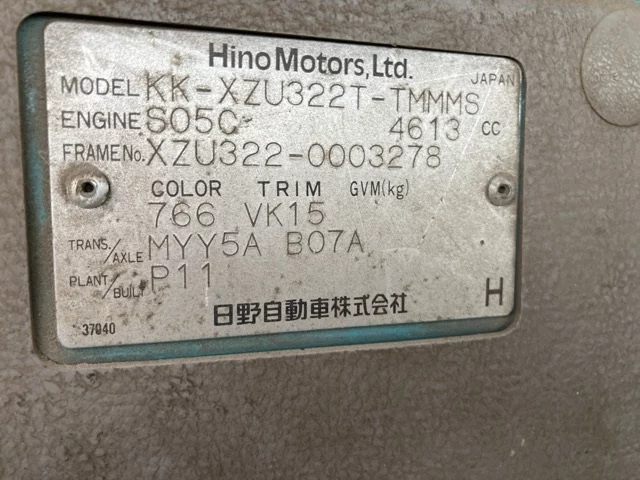 Hino Motors, Ltd.
JAPAN
MODEL KK-XZU322T-TMMMS
ENGINE S05C 4613 CC
FRAME No. XZU322-0003278
COLOR TRIM GVM(kg)
766 VK15
TRANS./AXLE MYY5A B07A
PLANT/BUILT P11
37940 日野自動車株式会社 H